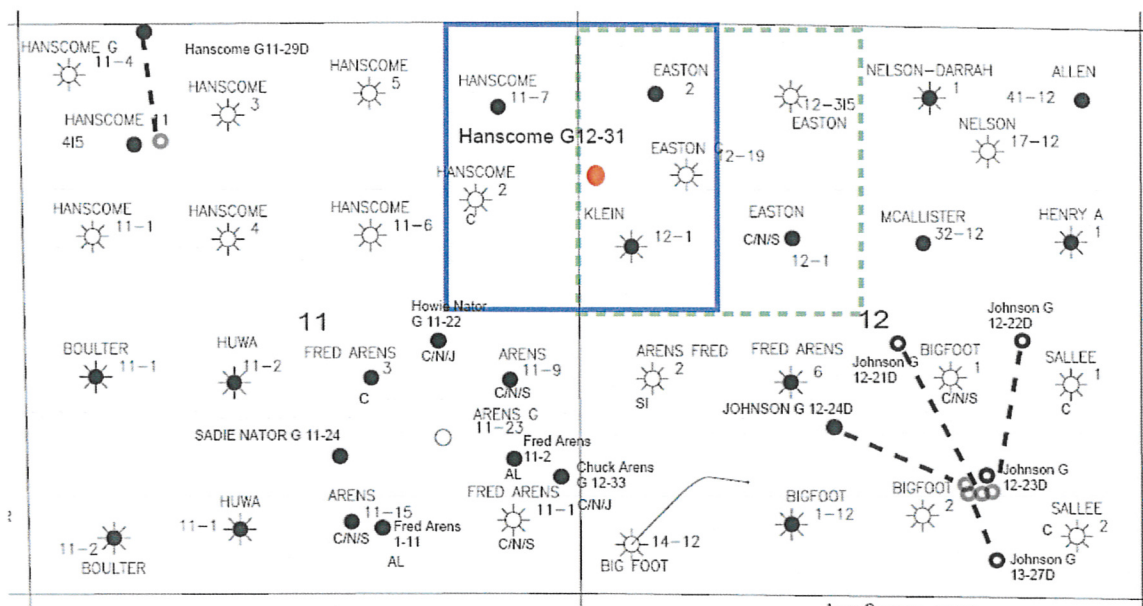 HANSCOME G
11-4
Hanscome G11-29D
HANSCOME
3
HANSCOME
5
HANSCOME
11-7
EASTON
2
12-3I5
EASTON
NELSON-DARRAH
1
ALLEN
41-12
HANSCOME 11
4I5
Hanscome G12-31
NELSON
17-12
EASTON G
12-19
HANSCOME
2
C
HANSCOME
11-1
HANSCOME
4
HANSCOME
11-6
KLEIN
12-1
EASTON
C/N/S
12-1
MCALLISTER
32-12
HENRY A
1
11
12
Howie Nator
G 11-22
C/N/J
Johnson G
12-22D
BOULTER
11-1
HUWA
11-2
FRED ARENS
3
C
ARENS
11-9
C/N/S
ARENS FRED
2
SI
FRED ARENS
6
Johnson G
12-21D
BIGFOOT
1
C/N/S
SALLEE
1
C
JOHNSON G 12-24D
ARENS G
11-23
SADIE NATOR G 11-24
Fred Arens
11-2
AL
Chuck Arens
G 12-33
C/N/J
Johnson G
12-23D
HUWA
11-1
ARENS
11-15
C/N/S
Fred Arens
1-11
AL
FRED ARENS
11-1
C/N/S
BIGFOOT
1-12
BIGFOOT
2
SALLEE
2
C
11-2
BOULTER
14-12
BIG FOOT
Johnson G
13-27D